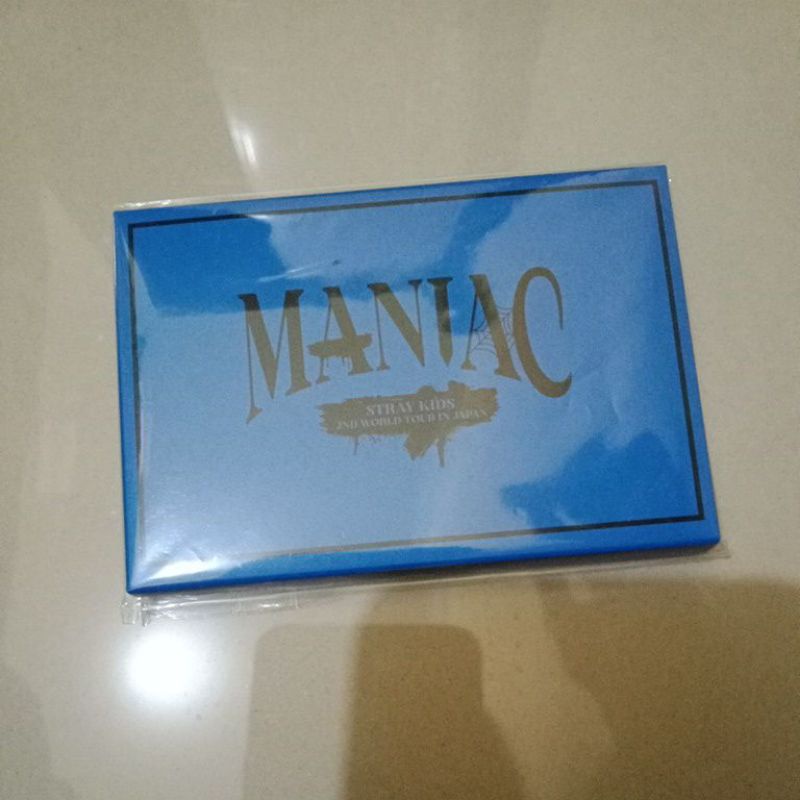 MANIAC
STRAY KIDS
2ND WORLD TOUR IN JAPAN